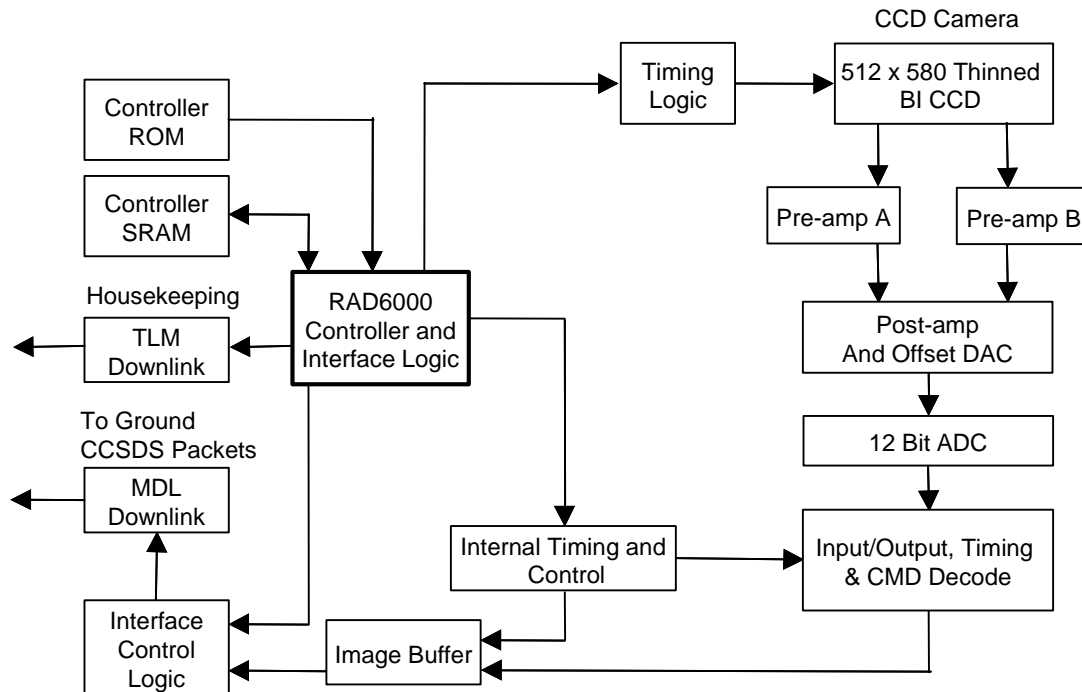 CCD Camera
Timing
Logic
512 x 580 Thinned
BI CCD
Controller
ROM
Controller
SRAM
Pre-amp A
Pre-amp B
Housekeeping
TLM
Downlink
RAD6000
Controller and
Interface Logic
Post-amp
And Offset DAC
To Ground
CCSDS Packets
MDL
Downlink
12 Bit ADC
Internal Timing and
Control
Input/Output, Timing
& CMD Decode
Interface
Control
Logic
Image Buffer